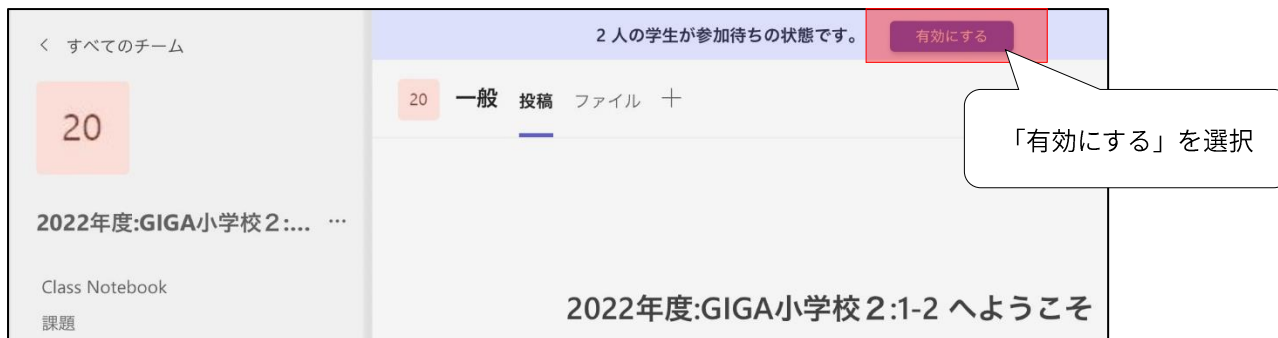 < すべてのチーム
20
2022年度:GIGA小学校２:... …
Class Notebook
課題
2 人の学生が参加待ちの状態です。 有効にする
20 一般 投稿 ファイル +
「有効にする」を選択
2022年度:GIGA小学校２:1-2 へようこそ